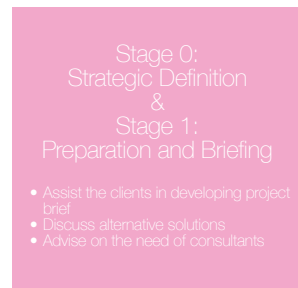 Stage 0:
Strategic Definition
&
Stage 1:
Preparation and Briefing
• Assist the clients in developing project
brief
• Discuss alternative solutions
• Advise on the need of consultants